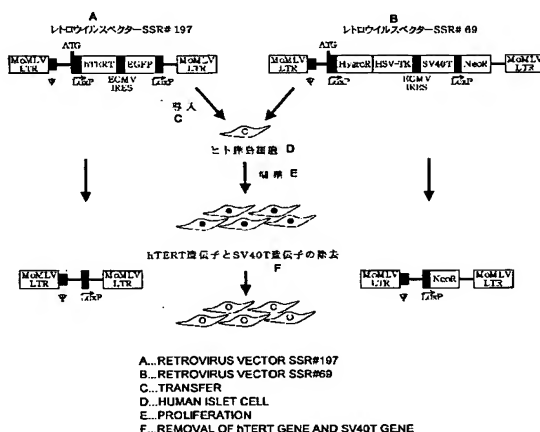 A
レトロウイルスベクターSSR# 197
ATG
MoMLV LTR
hTERT
EGFP
MoMLV LTR
Ψ
LoxP
LoxP
ECMV IRES
B
レトロウイルスベクターSSR# 69
ATG
MoMLV LTR
HygroR
HSV-TK
SV40T
NeoR
MoMLV LTR
Ψ
LoxP
ECMV IRES
LoxP
導入
C
C
ヒト膵島細胞 D
増殖 E
hTERT遺伝子とSV40T遺伝子の除去
F
MoMLV LTR
MoMLV LTR
Ψ
LoxP
MoMLV LTR
NeoR
MoMLV LTR
Ψ
LoxP
A...RETROVIRUS VECTOR SSR#197
B...RETROVIRUS VECTOR SSR#69
C...TRANSFER
D...HUMAN ISLET CELL
E...PROLIFERATION
F...REMOVAL OF hTERT GENE AND SV40T GENE